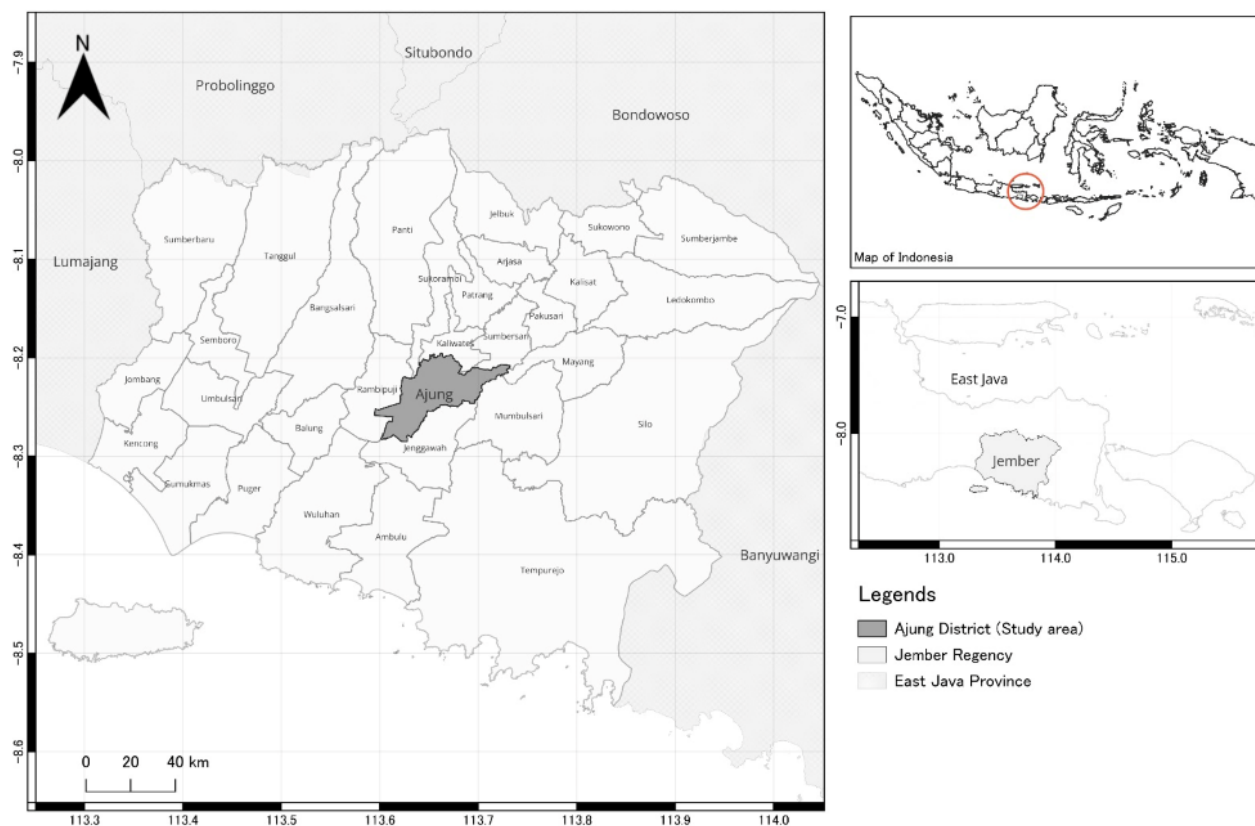 N
Situbondo
Probolinggo
Bondowoso
Lumajang
Banyuwangi
Sumberbaru
Tanggul
Panti
Jelbuk
Sukowono
Sumberjambe
Arjasa
Sukorambi
Patrang
Kalisat
Ledokombo
Bangsalsari
Pakusari
Semboro
Kaliwates
Sumbersari
Mayang
Jombang
Umbulsari
Rambipuji
Ajung
Mumbulsari
Silo
Balung
Kencong
Jenggawah
Gumukmas
Puger
Wuluhan
Ambulu
Tempurejo
0 20 40 km
-7.9
-8.0
-8.1
-8.2
-8.3
-8.4
-8.5
-8.6
113.3 113.4 113.5 113.6 113.7 113.8 113.9 114.0
Map of Indonesia
-7.0
-8.0
East Java
Jember
113.0 114.0 115.0
Legends
Ajung District (Study area)
Jember Regency
East Java Province